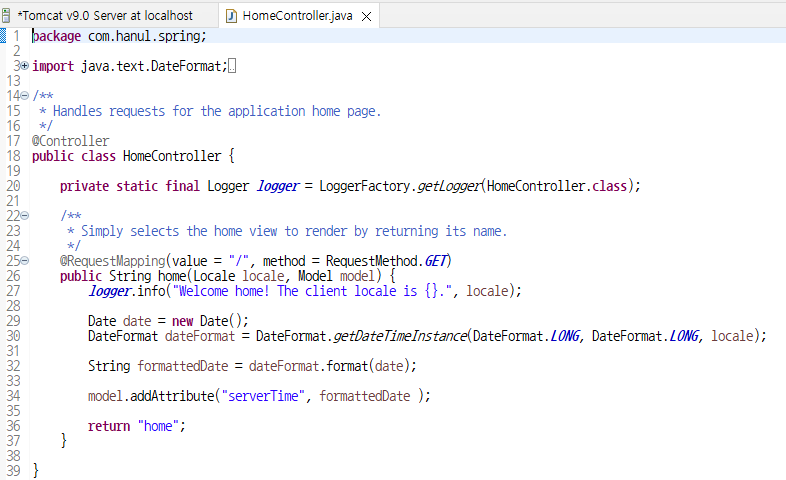 *Tomcat v9.0 Server at localhost
HomeController.java
1 package com.hanul.spring;
2
3 import java.text.DateFormat;
13
14 /**
15 * Handles requests for the application home page.
16 */
17 @Controller
18 public class HomeController {
19
20 private static final Logger logger = LoggerFactory.getLogger(HomeController.class);
21
22 /**
23 * Simply selects the home view to render by returning its name.
24 */
25 @RequestMapping(value = "/", method = RequestMethod.GET)
26 public String home(Locale locale, Model model) {
27 logger.info("Welcome home! The client locale is {}.", locale);
28
29 Date date = new Date();
30 DateFormat dateFormat = DateFormat.getDateTimeInstance(DateFormat.LONG, DateFormat.LONG, locale);
31
32 String formattedDate = dateFormat.format(date);
33
34 model.addAttribute("serverTime", formattedDate );
35
36 return "home";
37 }
38
39 }